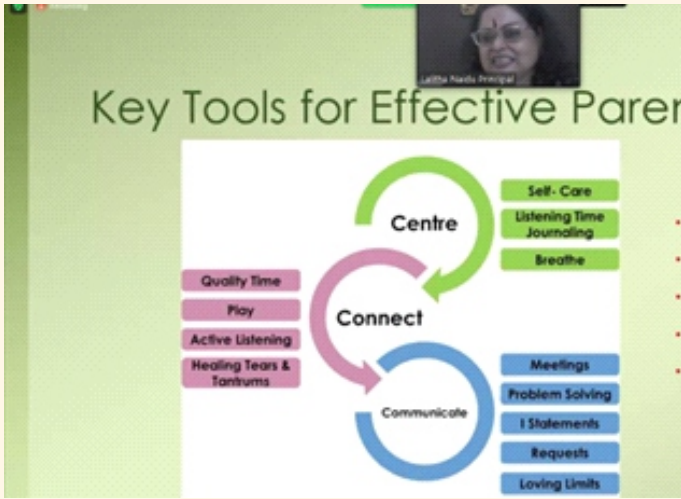 Lalitha Naidu Principal
Key Tools for Effective Paren
Centre
Self- Care
Listening Time
Journaling
Breathe
Quality Time
Play
Active Listening
Healing Tears &
Tantrums
Connect
Communicate
Meetings
Problem Solving
I Statements
Requests
Loving Limits